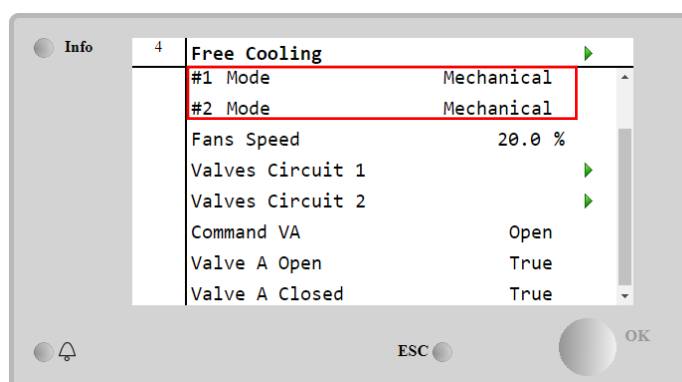 Info
4 Free Cooling
#1 Mode Mechanical
#2 Mode Mechanical
Fans Speed 20.0 %
Valves Circuit 1
Valves Circuit 2
Command VA Open
Valve A Open True
Valve A Closed True
ESC OK